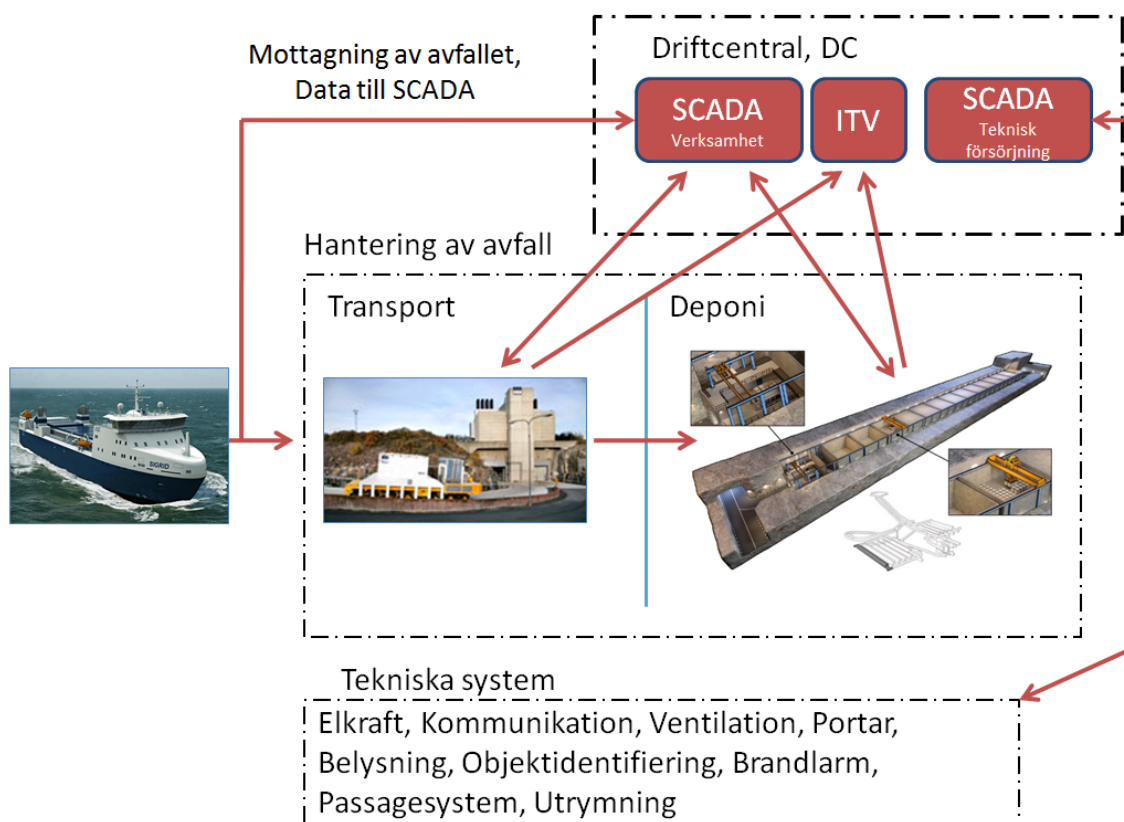 Mottagning av avfallet,
Data till SCADA
Driftcentral, DC
SCADA
Verksamhet
ITV
SCADA
Teknisk
försörjning
Hantering av avfall
Transport
Deponi
SIGRID
Tekniska system
Elkraft, Kommunikation, Ventilation, Portar,
Belysning, Objektidentifiering, Brandlarm,
Passagesystem, Utrymning